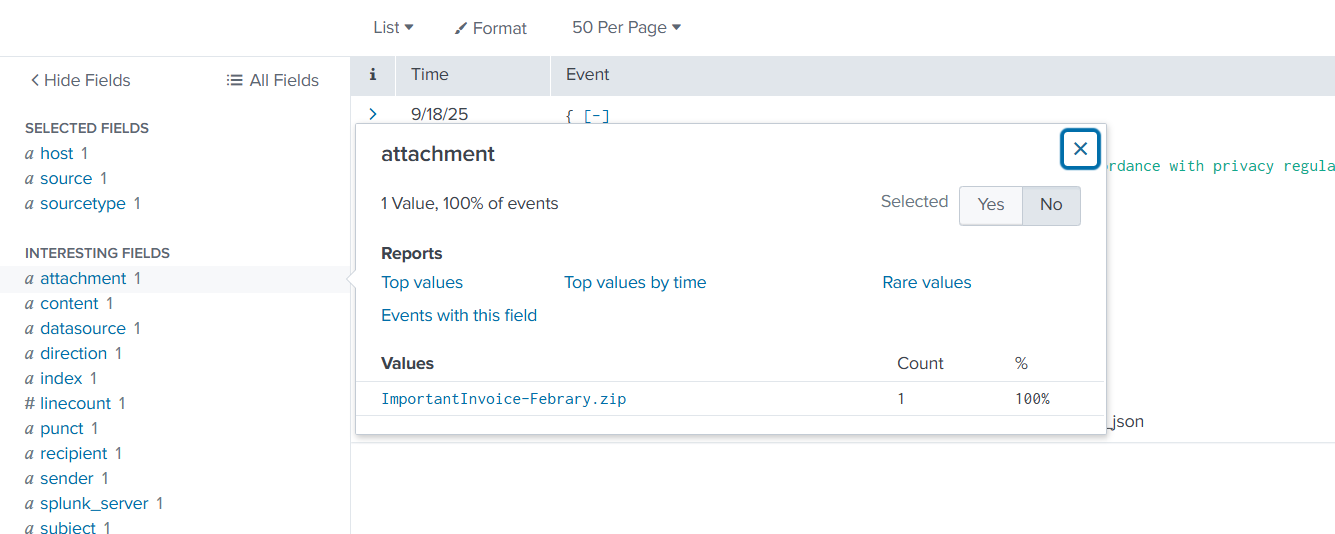 List Format 50 Per Page
Hide Fields All Fields
i Time Event
SELECTED FIELDS
a host 1
a source 1
a sourcetype 1
INTERESTING FIELDS
a attachment 1
a content 1
a datasource 1
a direction 1
a index 1
# linecount 1
a punct 1
a recipient 1
a sender 1
a splunk_server 1
a subject 1
9/18/25 { [-]
attachment
1 Value, 100% of events Selected Yes No
Reports
Top values Top values by time Rare values
Events with this field
Values Count %
ImportantInvoice-Febrary.zip 1 100%
rdance with privacy regula
_json